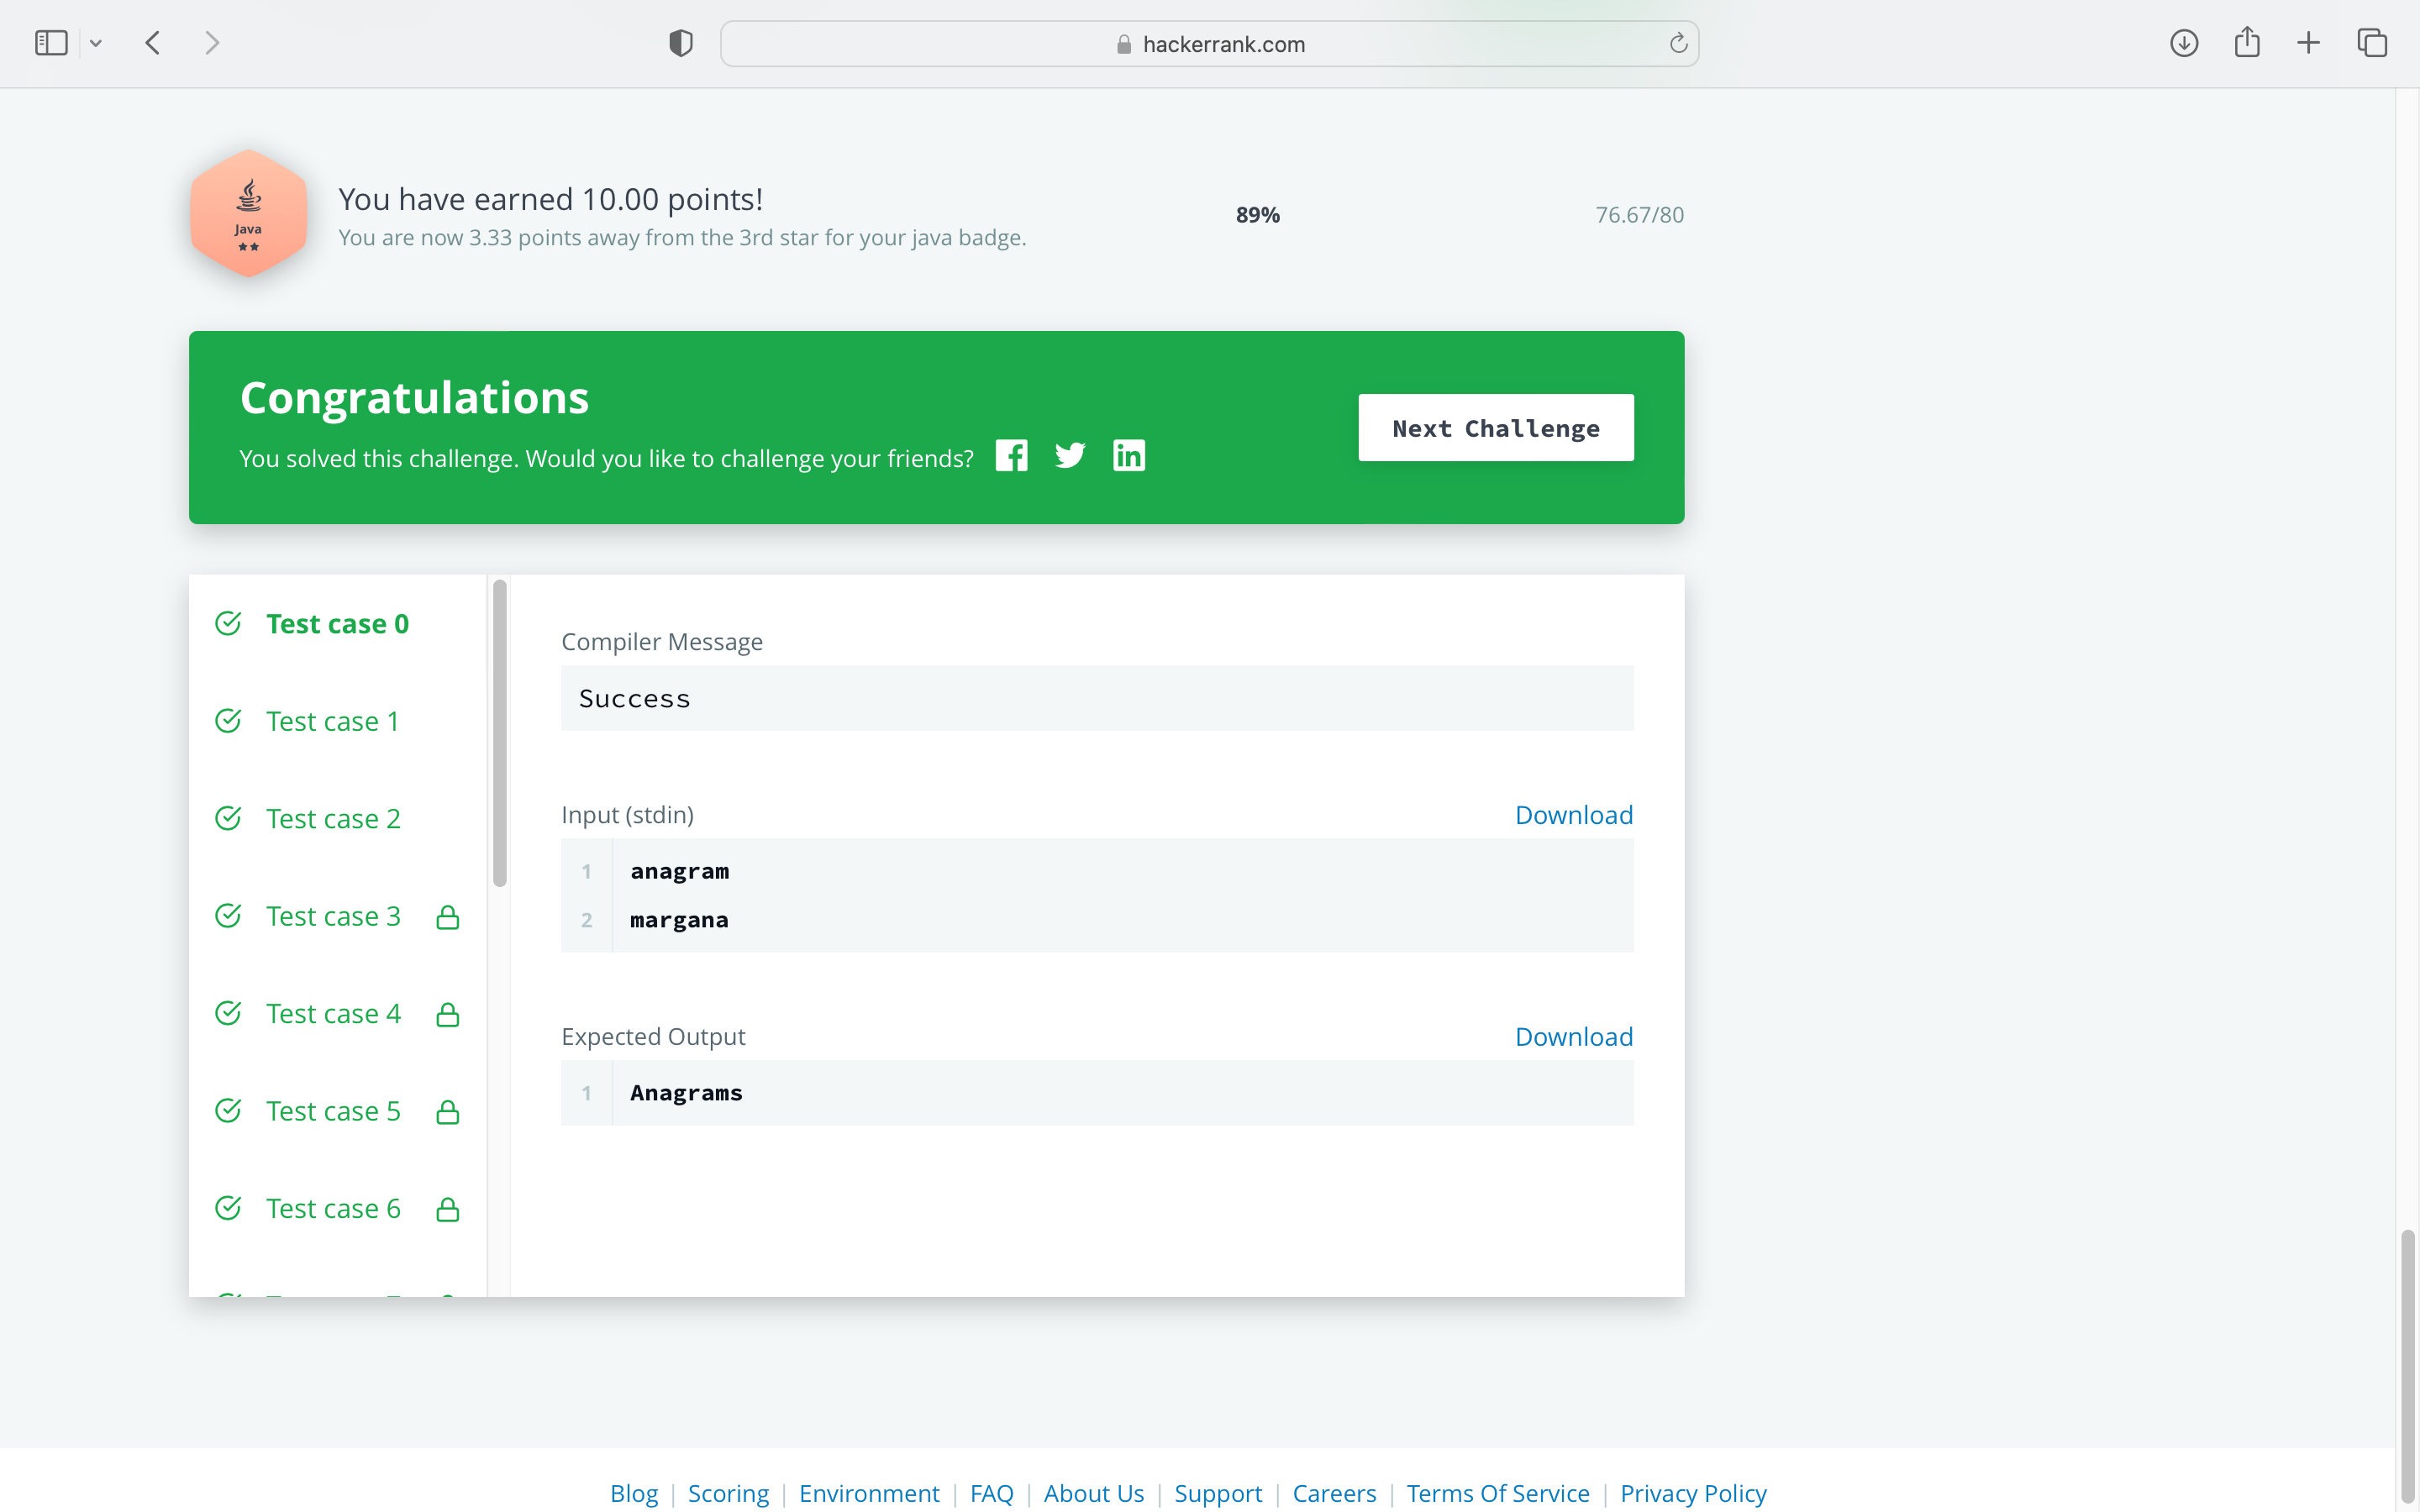 hackerrank.com
Java
You have earned 10.00 points!
You are now 3.33 points away from the 3rd star for your java badge.
89%
76.67/80
Congratulations
You solved this challenge. Would you like to challenge your friends?
Next Challenge
Test case 0
Test case 1
Test case 2
Test case 3
Test case 4
Test case 5
Test case 6
Compiler Message
Success
Input (stdin)
Download
1 anagram
2 margana
Expected Output
Download
1 Anagrams
Blog | Scoring | Environment | FAQ | About Us | Support | Careers | Terms Of Service | Privacy Policy